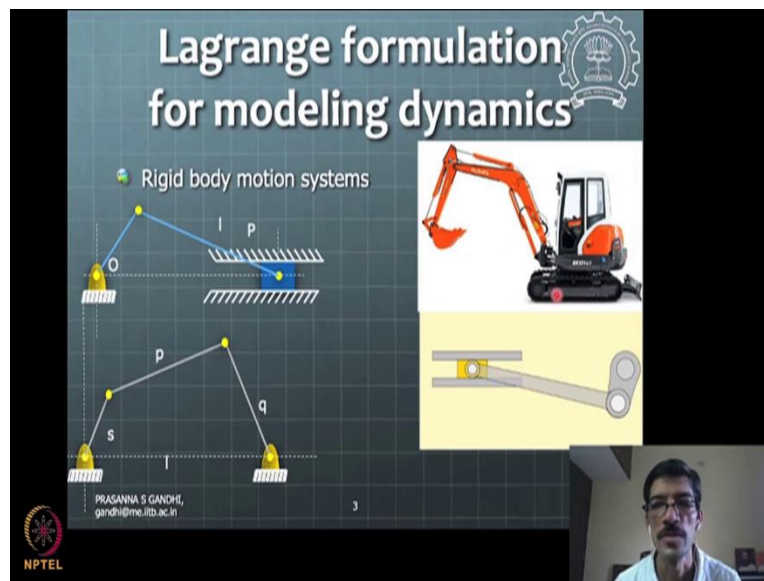 Lagrange formulation
for modeling dynamics
Rigid body motion systems
l
P
O
p
s
q
l
PRASANNA S GANDHI,
gandhi@me.iitb.ac.in
3
NPTEL